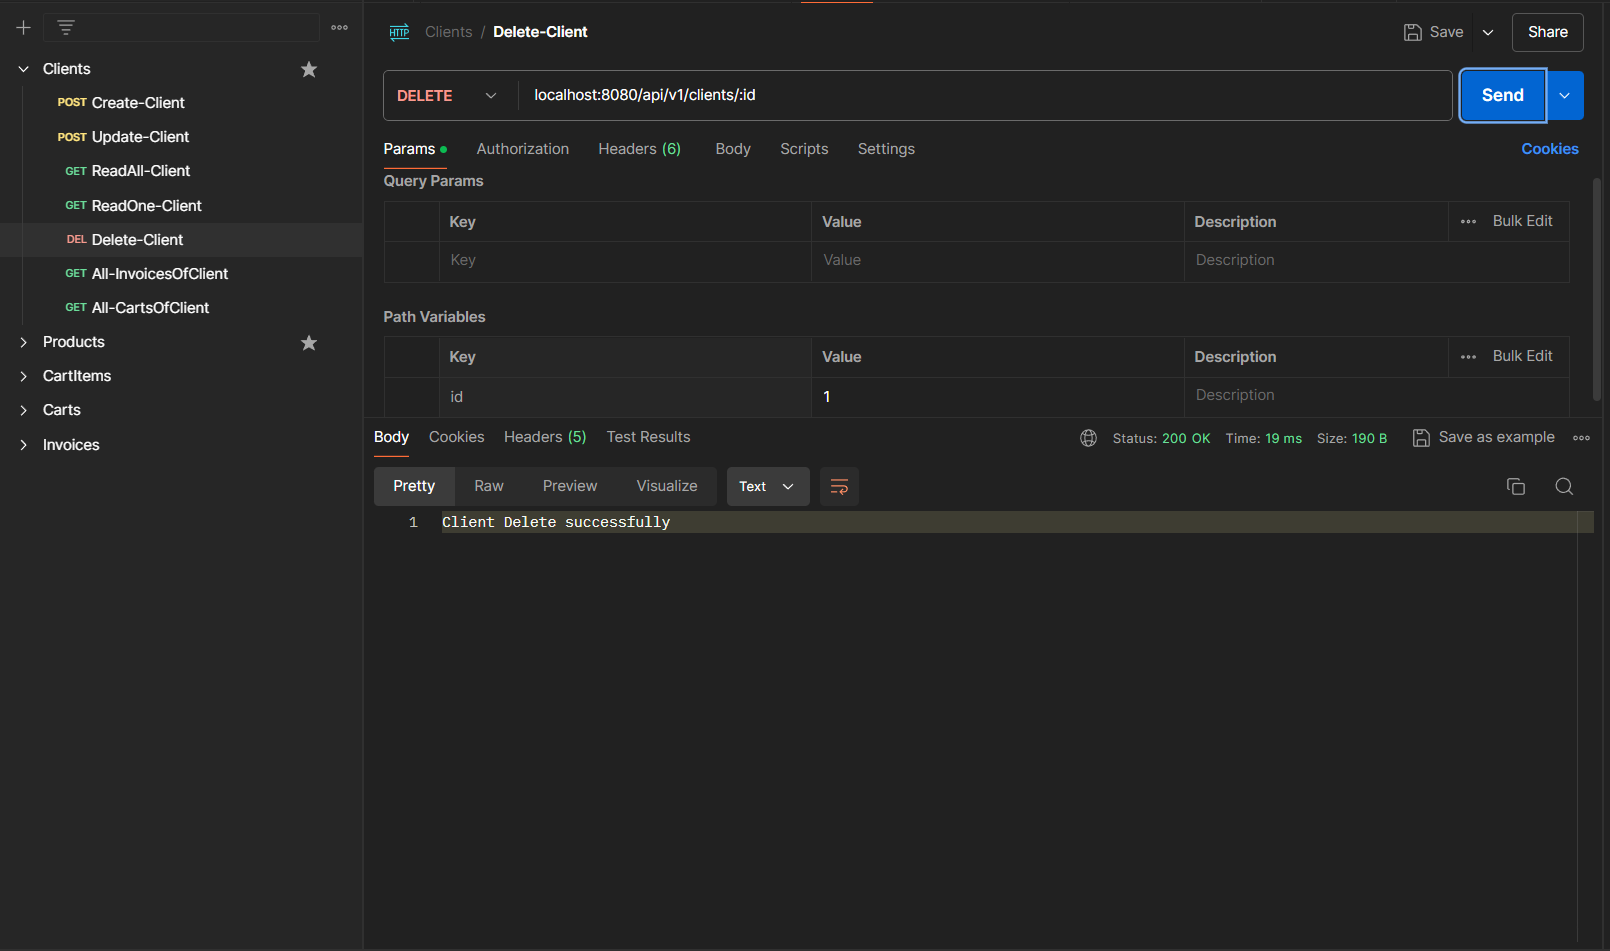 Clients
POST Create-Client
POST Update-Client
GET ReadAll-Client
GET ReadOne-Client
DEL Delete-Client
GET All-InvoicesOfClient
GET All-CartsOfClient
Products
CartItems
Carts
Invoices
HTTP Clients / Delete-Client
Save
Share
DELETE localhost:8080/api/v1/clients/:id
Send
Params Authorization Headers (6) Body Scripts Settings
Cookies
Query Params
Key Value Description Bulk Edit
Key Value Description
Path Variables
Key Value Description Bulk Edit
id 1 Description
Body Cookies Headers (5) Test Results
Status: 200 OK Time: 19 ms Size: 190 B Save as example
Pretty Raw Preview Visualize Text
1 Client Delete successfully